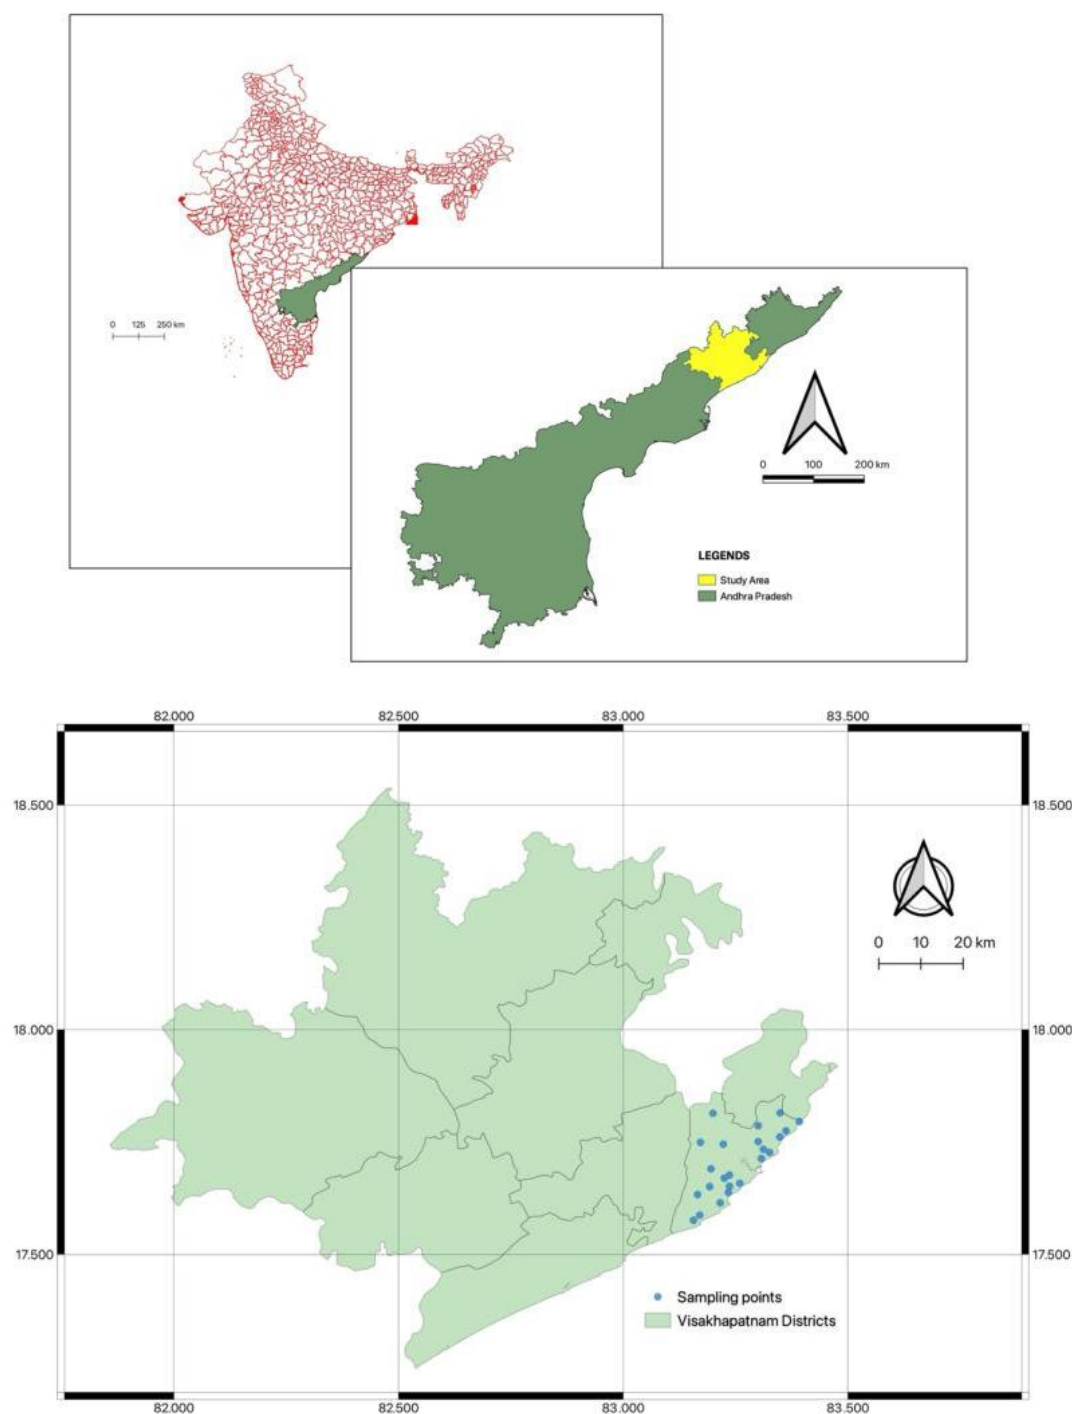 0 125 250 km
0 100 200 km
LEGENDS
Study Area
Andhra Pradesh
82.000 82.500 83.000 83.500
18.500 18.500
0 10 20 km
18.000 18.000
17.500 17.500
Sampling points
Visakhapatnam Districts
82.000 82.500 83.000 83.500